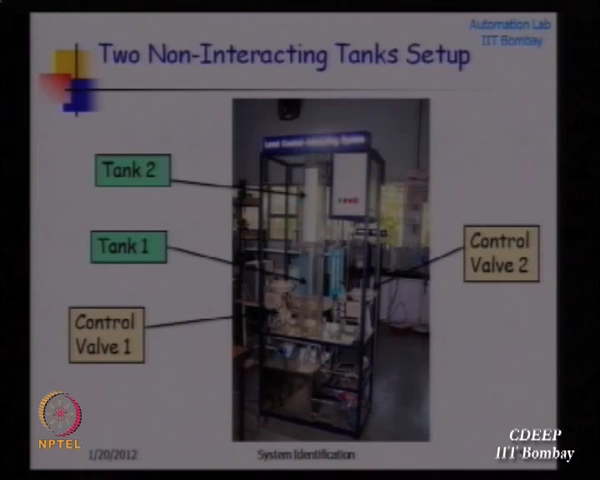 Automation Lab
IIT Bombay
Two Non-Interacting Tanks Setup
Tank 2
Tank 1
Control
Valve 2
Control
Valve 1
NPTEL
1/20/2012
System Identification
CDEEP
IIT Bombay